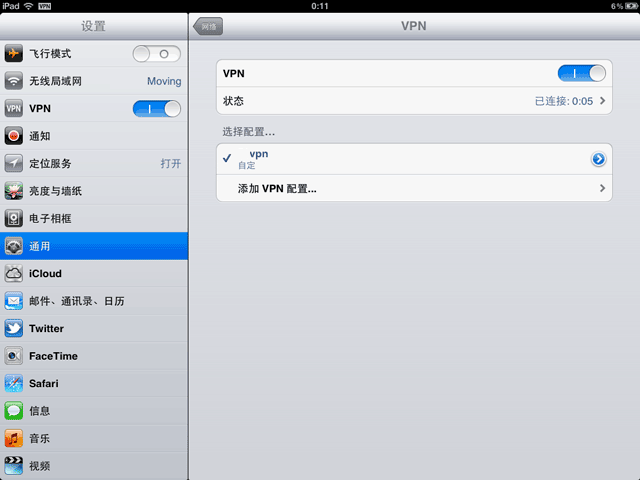 iPad VPN 0:11 6%
设置
飞行模式
无线局域网 Moving
VPN VPN
通知
定位服务 打开
亮度与墙纸
电子相框
通用
iCloud
邮件、通讯录、日历
Twitter
FaceTime
Safari
信息
音乐
视频
网络 VPN
VPN
状态 已连接: 0:05
选择配置...
vpn
自定
添加 VPN 配置...